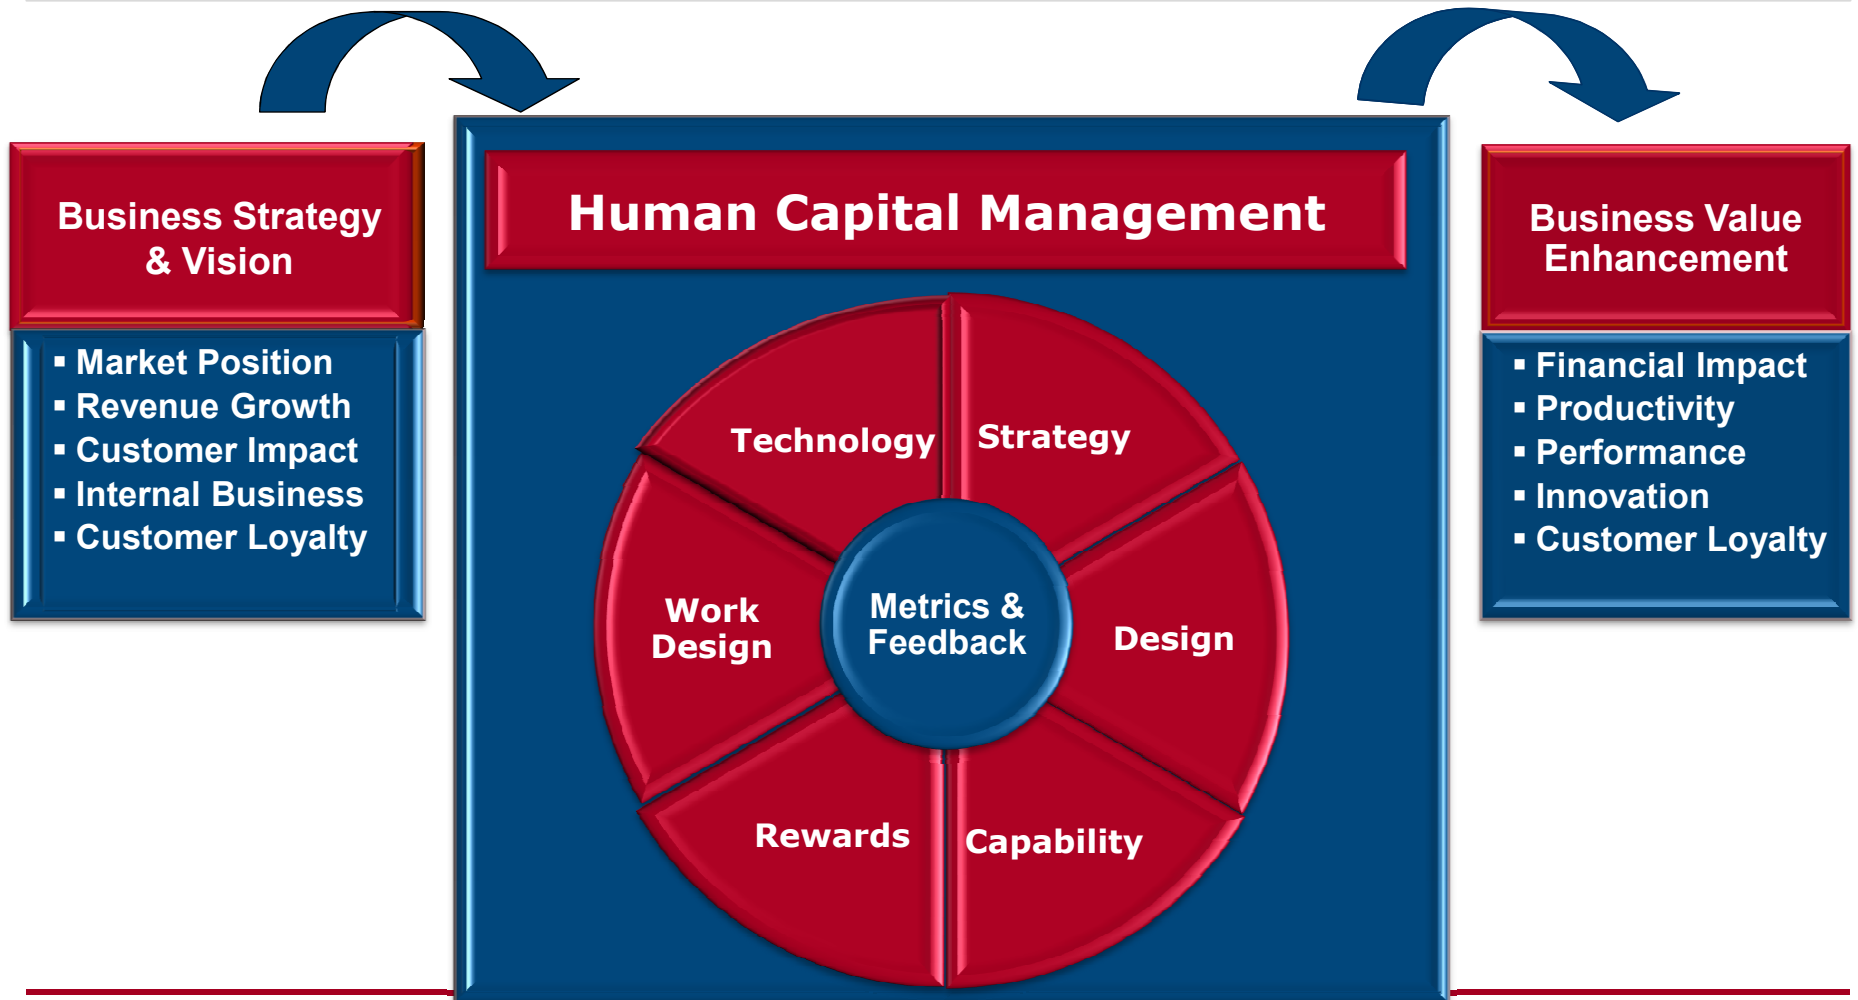 Business Strategy
& Vision
▪ Market Position
▪ Revenue Growth
▪ Customer Impact
▪ Internal Business
▪ Customer Loyalty
Human Capital Management
Technology
Strategy
Work
Design
Metrics &
Feedback
Design
Rewards
Capability
Business Value
Enhancement
▪ Financial Impact
▪ Productivity
▪ Performance
▪ Innovation
▪ Customer Loyalty